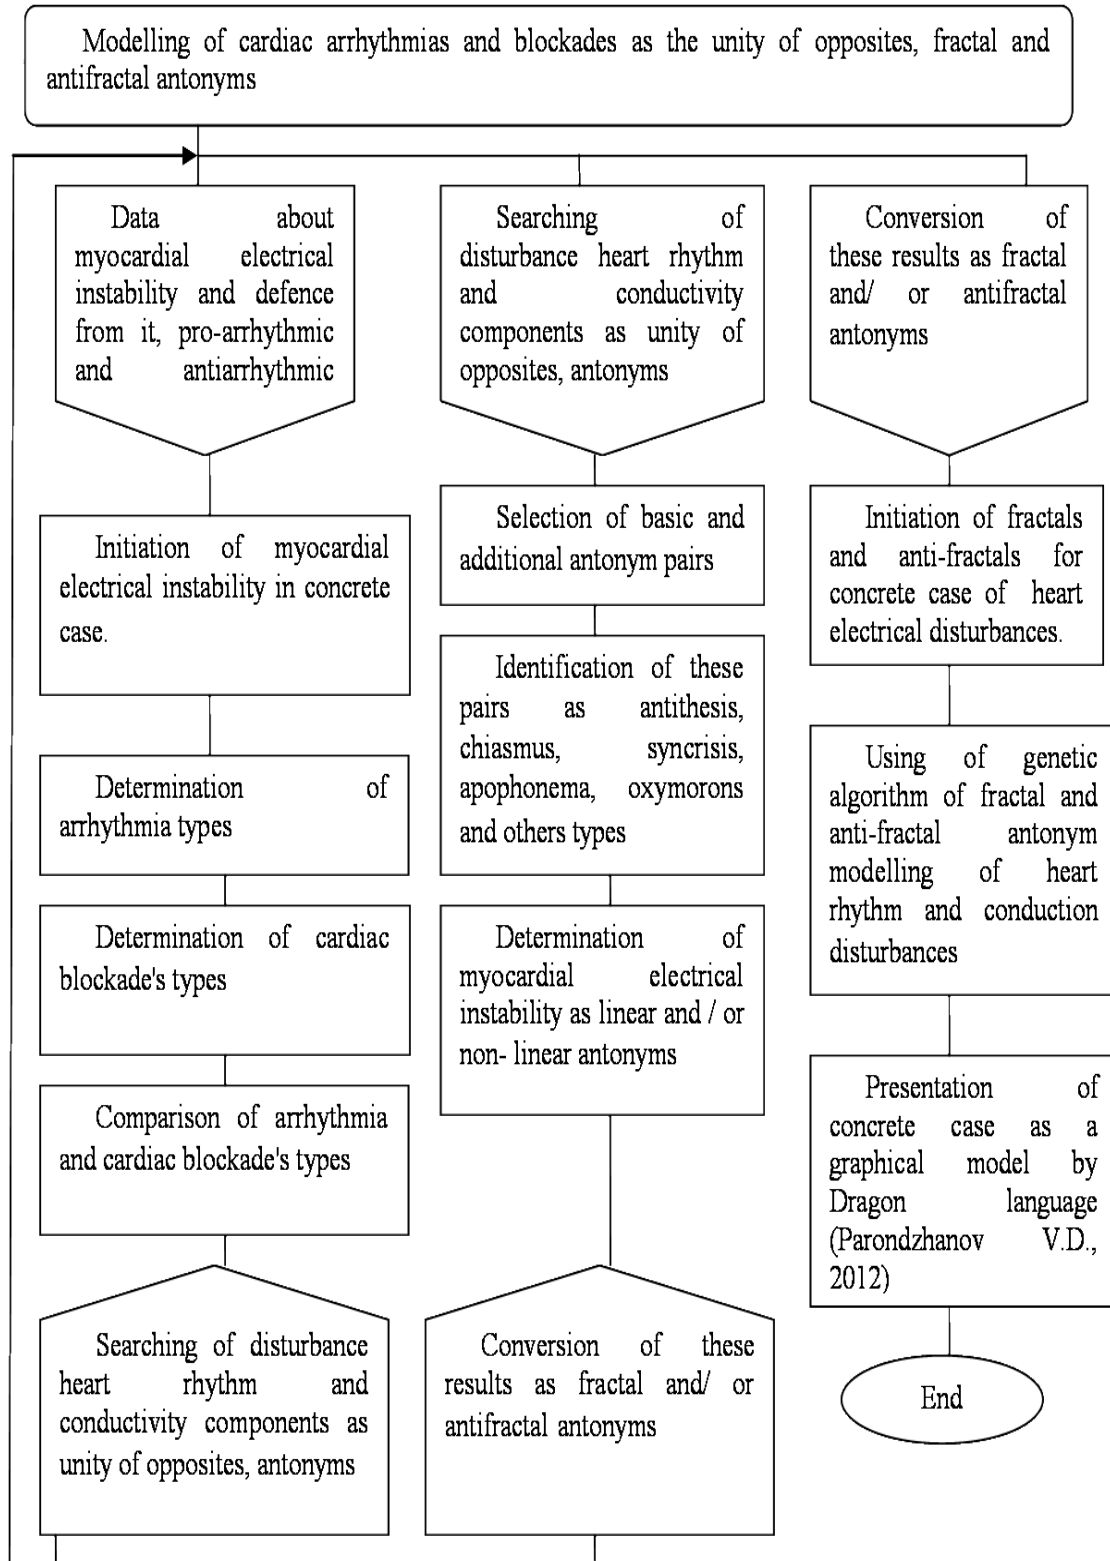 Modelling of cardiac arrhythmias and blockades as the unity of opposites, fractal and
antifractal antonyms
Data about
myocardial electrical
instability and defence
from it, pro-arrhythmic
and antiarrhythmic
Initiation of myocardial
electrical instability in concrete
case.
Determination of
arrhythmia types
Determination of cardiac
blockade's types
Comparison of arrhythmia
and cardiac blockade's types
Searching of disturbance
heart rhythm and
conductivity components as
unity of opposites, antonyms
Searching of
disturbance heart rhythm
and conductivity
components as unity of
opposites, antonyms
Selection of basic and
additional antonym pairs
Identification of these
pairs as antithesis,
chiasmus, syncrisis,
apophonema, oxymorons
and others types
Determination of
myocardial electrical
instability as linear and / or
non- linear antonyms
Conversion of these
results as fractal and/ or
antifractal antonyms
Conversion of
these results as fractal
and/ or antifractal
antonyms
Initiation of fractals
and anti-fractals for
concrete case of heart
electrical disturbances.
Using of genetic
algorithm of fractal and
anti-fractal antonym
modelling of heart
rhythm and conduction
disturbances
Presentation of
concrete case as a
graphical model by
Dragon language
(Parondzhanov V.D.,
2012)
End